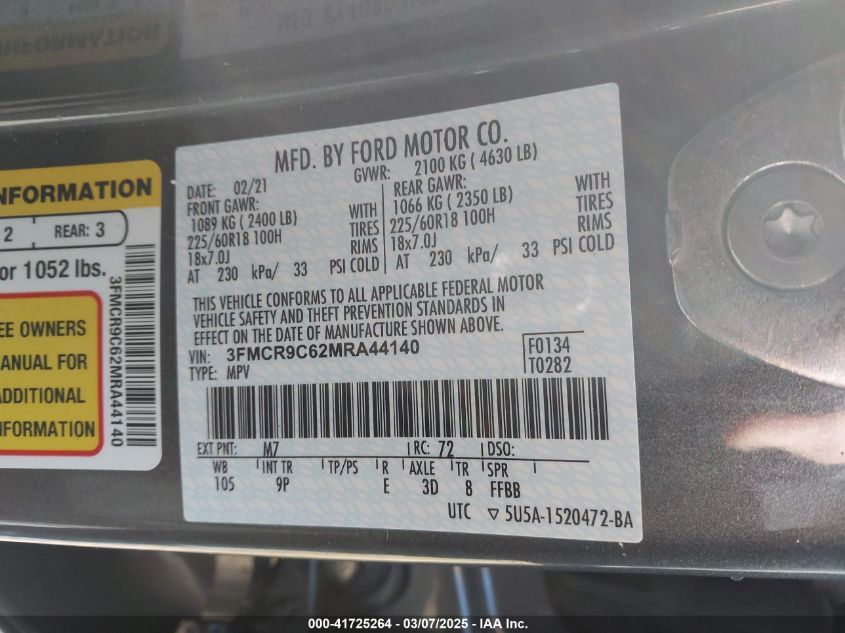 NFORMATION
2 REAR: 3
or 1052 lbs.
EE OWNERS
ANUAL FOR
ADDITIONAL
NFORMATION
3FMCR9C62MRA44140
MFD. BY FORD MOTOR CO.
DATE: 02/21 GVWR: 2100 KG ( 4630 LB)
FRONT GAWR: REAR GAWR:
1089 KG ( 2400 LB) WITH 1066 KG ( 2350 LB) WITH
225/60R18 100H TIRES 225/60R18 100H TIRES
18x7.0J RIMS 18x7.0J RIMS
AT 230 kPa/ 33 PSI COLD AT 230 kPa/ 33 PSI COLD
THIS VEHICLE CONFORMS TO ALL APPLICABLE FEDERAL MOTOR
VEHICLE SAFETY AND THEFT PREVENTION STANDARDS IN
EFFECT ON THE DATE OF MANUFACTURE SHOWN ABOVE.
VIN: 3FMCR9C62MRA44140 F0134
TYPE: MPV T0282
EXT PNT: M7 RC: 72 DSO:
WB INT TR TP/PS R AXLE TR SPR
105 9P E 3D 8 FFBB
UTC ▽ 5U5A-1520472-BA
000-41725264 - 03/07/2025 - IAA Inc.